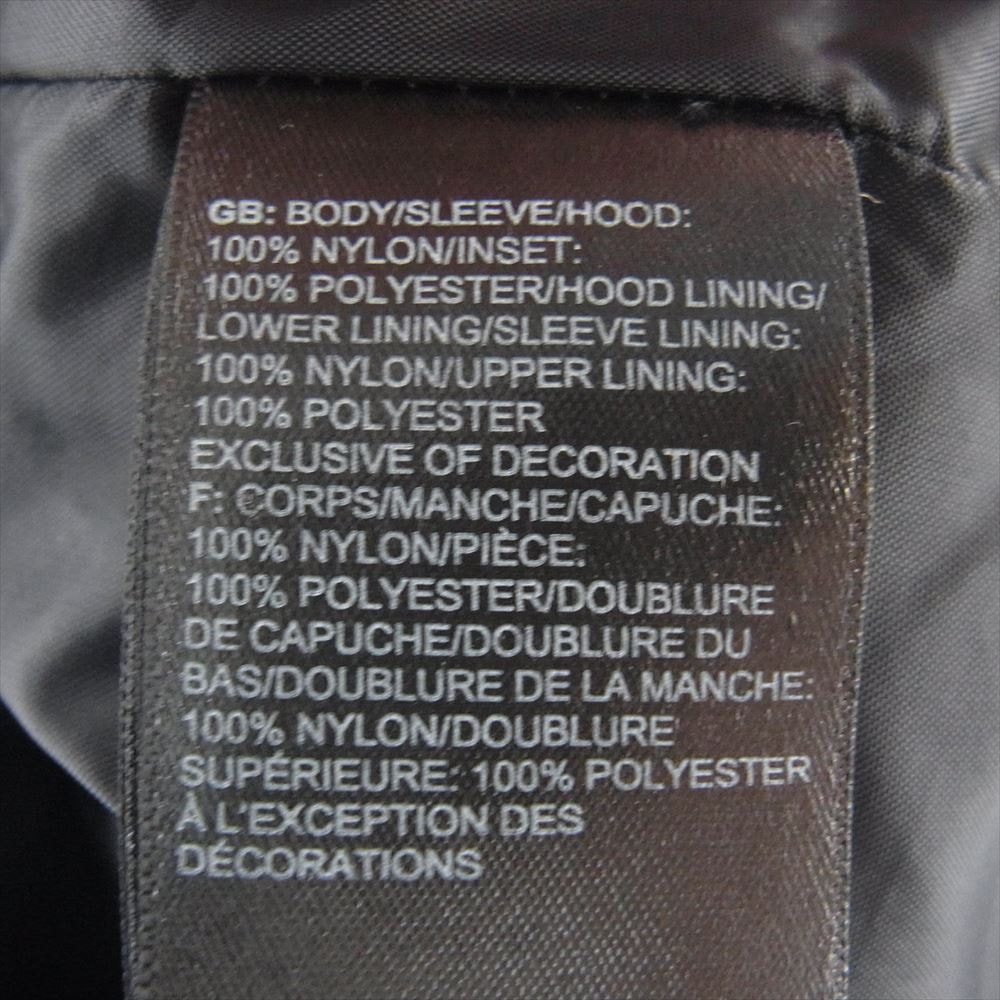 GB: BODY/SLEEVE/HOOD:
100% NYLON/INSET:
100% POLYESTER/HOOD LINING/
LOWER LINING/SLEEVE LINING:
100% NYLON/UPPER LINING:
100% POLYESTER
EXCLUSIVE OF DECORATION
F: CORPS/MANCHE/CAPUCHE:
100% NYLON/PIÈCE:
100% POLYESTER/DOUBLURE
DE CAPUCHE/DOUBLURE DU
BAS/DOUBLURE DE LA MANCHE:
100% NYLON/DOUBLURE
SUPÉRIEURE: 100% POLYESTER
À L'EXCEPTION DES
DÉCORATIONS